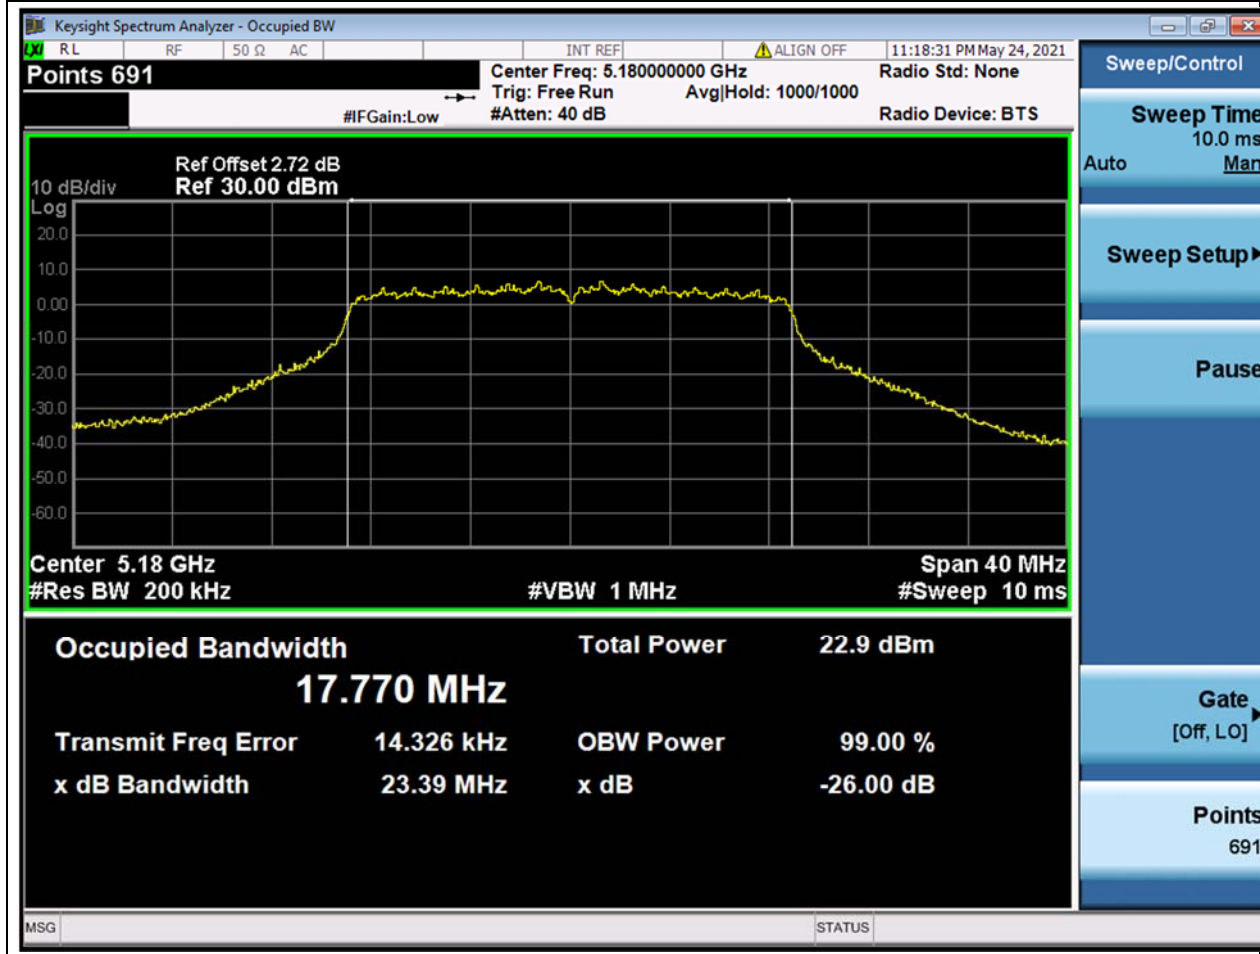 Keysight Spectrum Analyzer - Occupied BW
LXI RL RF 50 Ω AC INT REF ALIGN OFF 11:18:31 PM May 24, 2021
Points 691
Center Freq: 5.180000000 GHz Radio Std: None
Trig: Free Run Avg|Hold: 1000/1000
#IFGain:Low #Atten: 40 dB Radio Device: BTS
Ref Offset 2.72 dB
10 dB/div Ref 30.00 dBm
Log
20.0
10.0
0.00
-10.0
-20.0
-30.0
-40.0
-50.0
-60.0
Center 5.18 GHz Span 40 MHz
#Res BW 200 kHz #VBW 1 MHz #Sweep 10 ms
Occupied Bandwidth Total Power 22.9 dBm
17.770 MHz
Transmit Freq Error 14.326 kHz OBW Power 99.00 %
x dB Bandwidth 23.39 MHz x dB -26.00 dB
MSG STATUS
Sweep/Control
Sweep Time
10.0 ms
Auto Man
Sweep Setup
Pause
Gate
[Off, LO]
Points
691